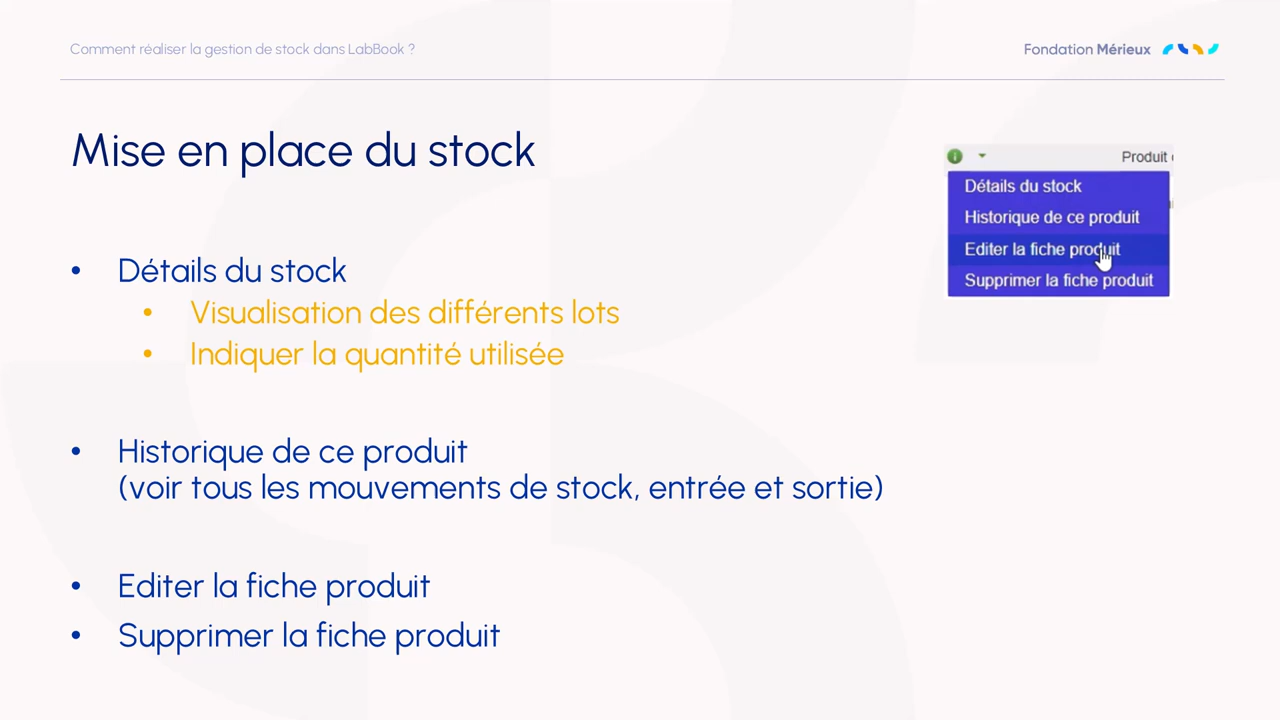 Comment réaliser la gestion de stock dans LabBook ?
Fondation Mérieux
Mise en place du stock
Produit
Détails du stock
Historique de ce produit
Editer la fiche produit
Supprimer la fiche produit
• Détails du stock
• Visualisation des différents lots
• Indiquer la quantité utilisée
• Historique de ce produit
(voir tous les mouvements de stock, entrée et sortie)
• Editer la fiche produit
• Supprimer la fiche produit